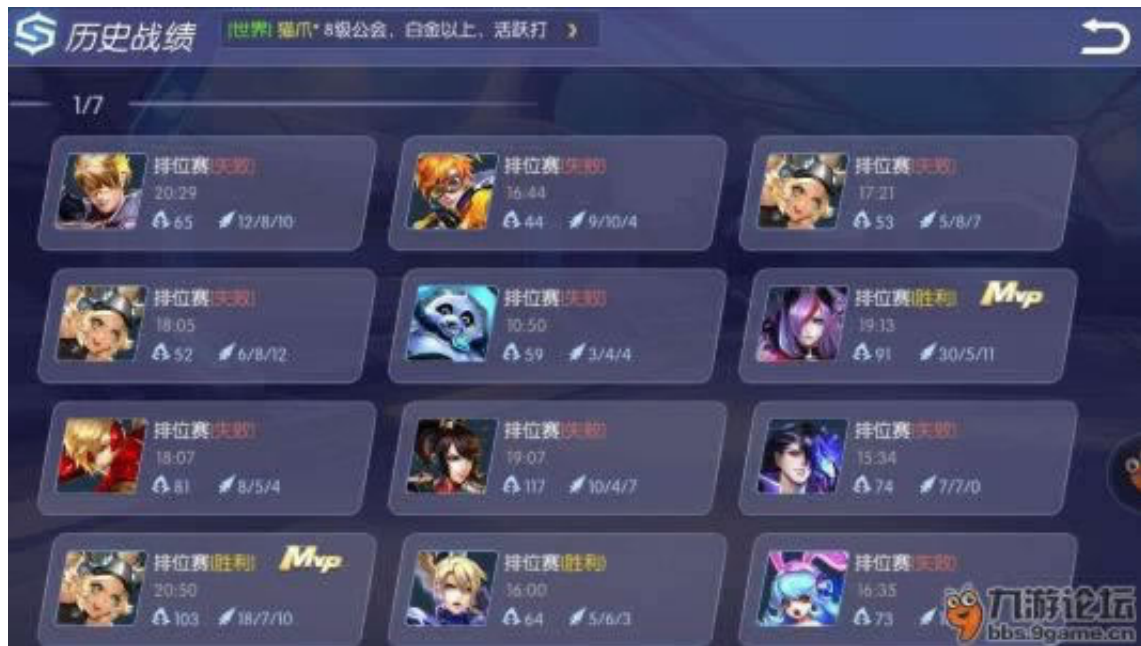 历史战绩
[世界] 猫爪* 8级公会，白金以上，活跃打
1/7
排位赛(失败)
20:29
65 12/8/10
排位赛(失败)
16:44
44 9/10/4
排位赛(失败)
17:21
53 5/8/7
排位赛(失败)
18:05
52 6/8/12
排位赛(失败)
10:50
59 3/4/4
排位赛(胜利) Mvp
19:13
91 30/5/11
排位赛(失败)
18:07
81 8/5/4
排位赛(失败)
19:07
117 10/4/7
排位赛(失败)
15:34
74 7/7/0
排位赛(胜利) Mvp
20:50
103 18/7/10
排位赛(胜利)
16:00
64 5/6/3
排位赛(失败)
16:35
73
九游论坛
bbs.9game.cn